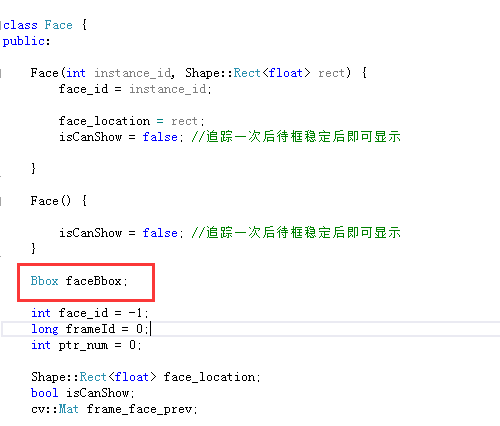 class Face {
public:
Face(int instance_id, Shape::Rect<float> rect) {
face_id = instance_id;
face_location = rect;
isCanShow = false; //追踪一次后待框稳定后即可显示
}
Face() {
isCanShow = false; //追踪一次后待框稳定后即可显示
}
Bbox faceBbox;
int face_id = -1;
long frameId = 0;
int ptr_num = 0;
Shape::Rect<float> face_location;
bool isCanShow;
cv::Mat frame_face_prev;